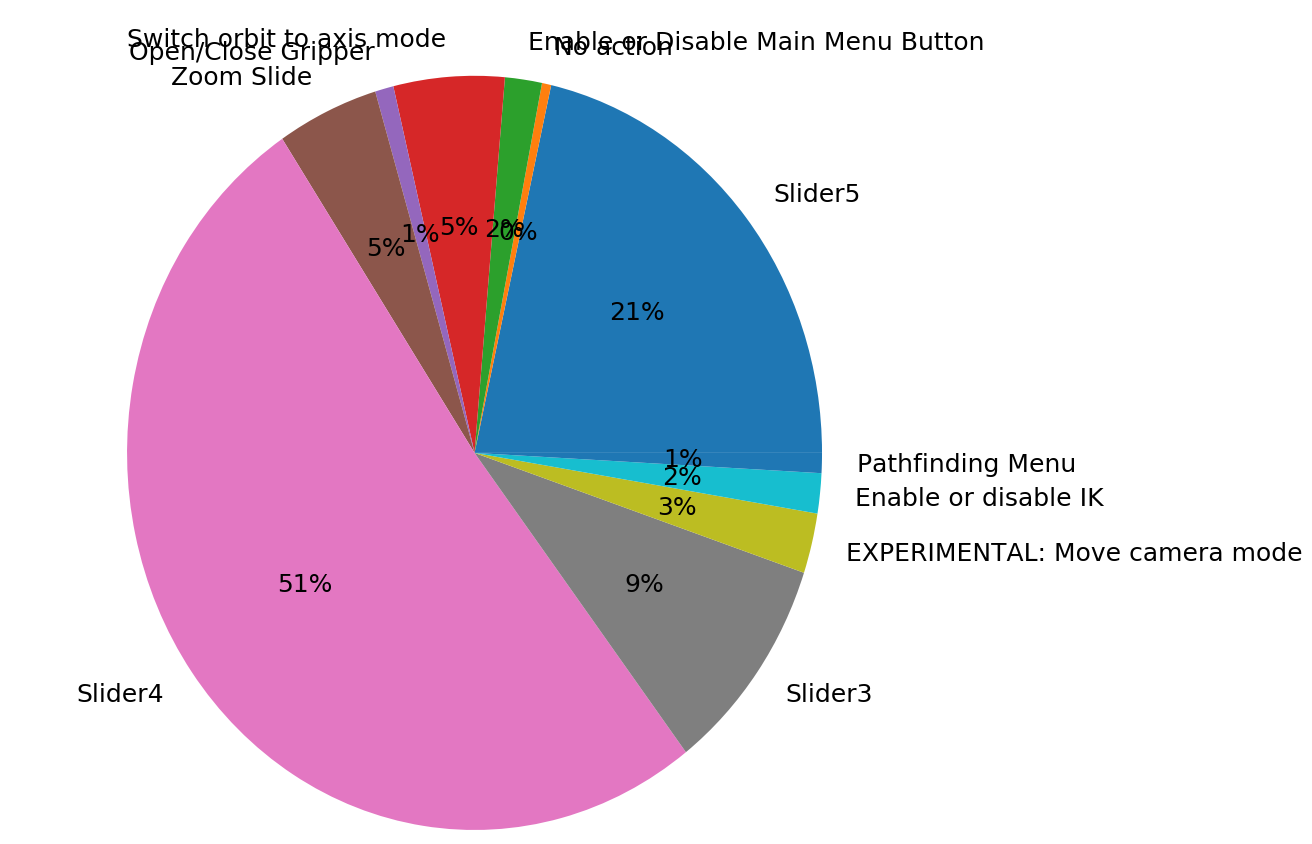 Switch orbit to axis mode
Enable or Disable Main Menu Button
No action
Open/Close Gripper
Zoom Slide
Slider5
5%
1%
5%
2%
0%
21%
1%
Pathfinding Menu
2%
Enable or disable IK
3%
EXPERIMENTAL: Move camera mode
51%
9%
Slider4
Slider3